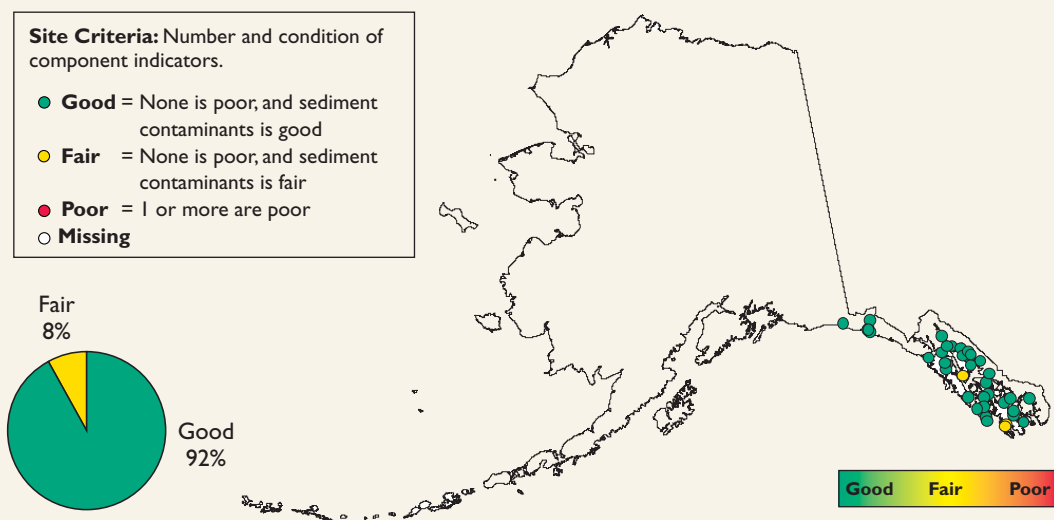 Site Criteria: Number and condition of
component indicators.
Good = None is poor, and sediment
contaminants is good
Fair = None is poor, and sediment
contaminants is fair
Poor = 1 or more are poor
Missing
Fair
8%
Good
92%
Good Fair Poor